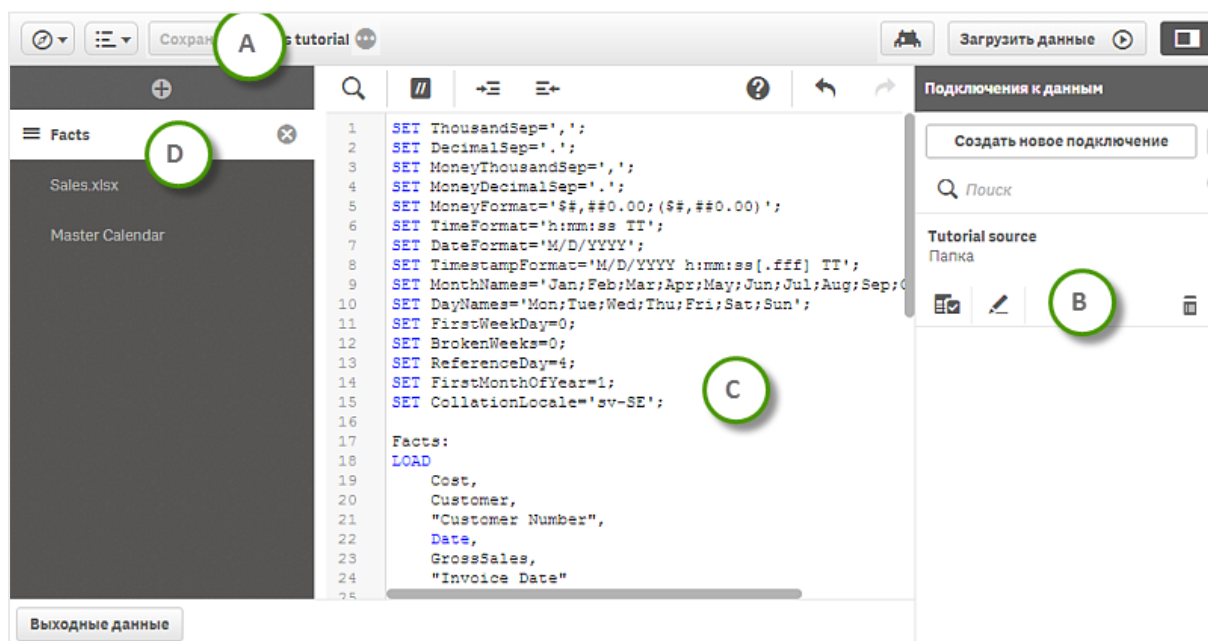 A
s tutorial
Загрузить данные
Facts
D
Sales.xlsx
Master Calendar
1 SET ThousandSep=',';
2 SET DecimalSep='.';
3 SET MoneyThousandSep=',';
4 SET MoneyDecimalSep='.';
5 SET MoneyFormat='$#,##0.00;($#,##0.00)';
6 SET TimeFormat='h:mm:ss TT';
7 SET DateFormat='M/D/YYYY';
8 SET TimestampFormat='M/D/YYYY h:mm:ss[.fff] TT';
9 SET MonthNames='Jan;Feb;Mar;Apr;May;Jun;Jul;Aug;Sep;
10 SET DayNames='Mon;Tue;Wed;Thu;Fri;Sat;Sun';
11 SET FirstWeekDay=0;
12 SET BrokenWeeks=0;
13 SET ReferenceDay=4;
14 SET FirstMonthOfYear=1;
15 SET CollationLocale='sv-SE';
16
17 Facts:
18 LOAD
19 Cost,
20 Customer,
21 "Customer Number",
22 Date,
23 GrossSales,
24 "Invoice Date"
25
C
Подключения к данным
Создать новое подключение
Поиск
Tutorial source
Папка
B
Выходные данные